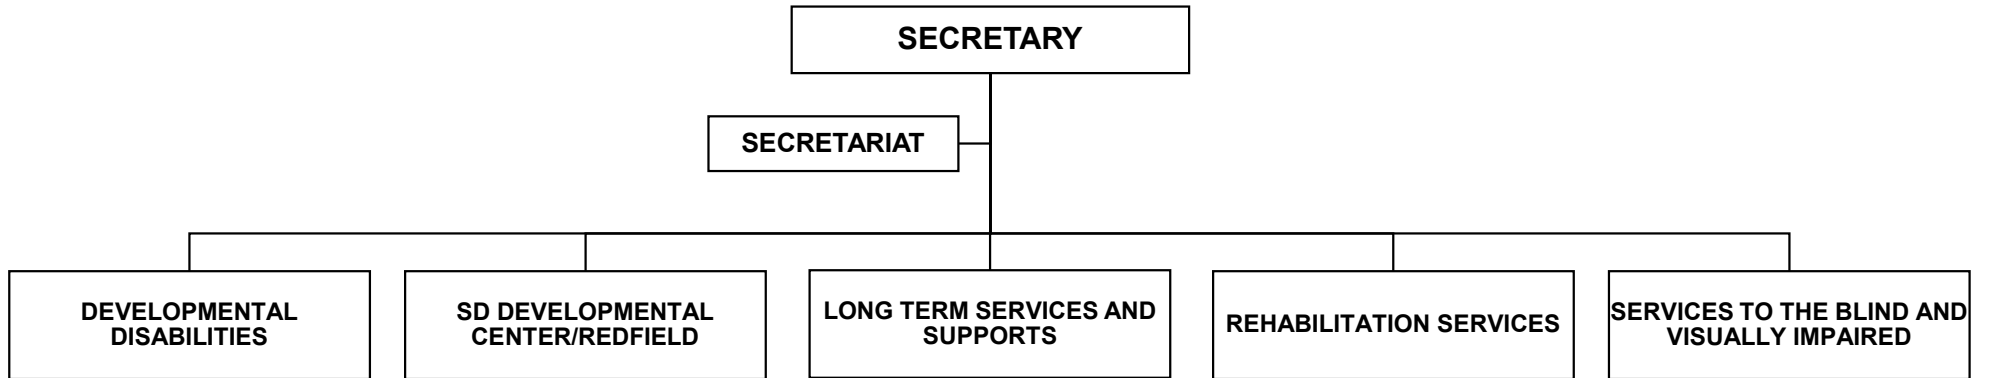 SECRETARY
SECRETARIAT
DEVELOPMENTAL
DISABILITIES
SD DEVELOPMENTAL
CENTER/REDFIELD
LONG TERM SERVICES AND
SUPPORTS
REHABILITATION SERVICES
SERVICES TO THE BLIND AND
VISUALLY IMPAIRED